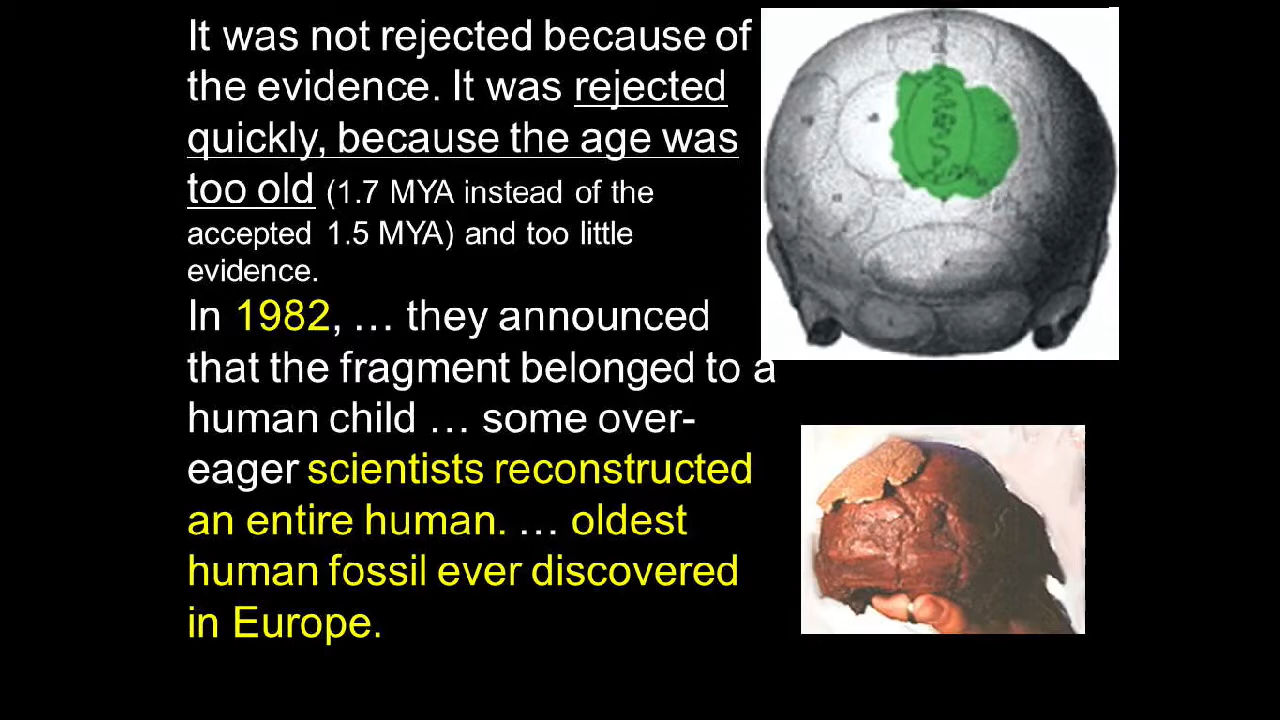 It was not rejected because of
the evidence. It was rejected
quickly, because the age was
too old (1.7 MYA instead of the
accepted 1.5 MYA) and too little
evidence.
In 1982, … they announced
that the fragment belonged to a
human child … some over-
eager scientists reconstructed
an entire human. … oldest
human fossil ever discovered
in Europe.